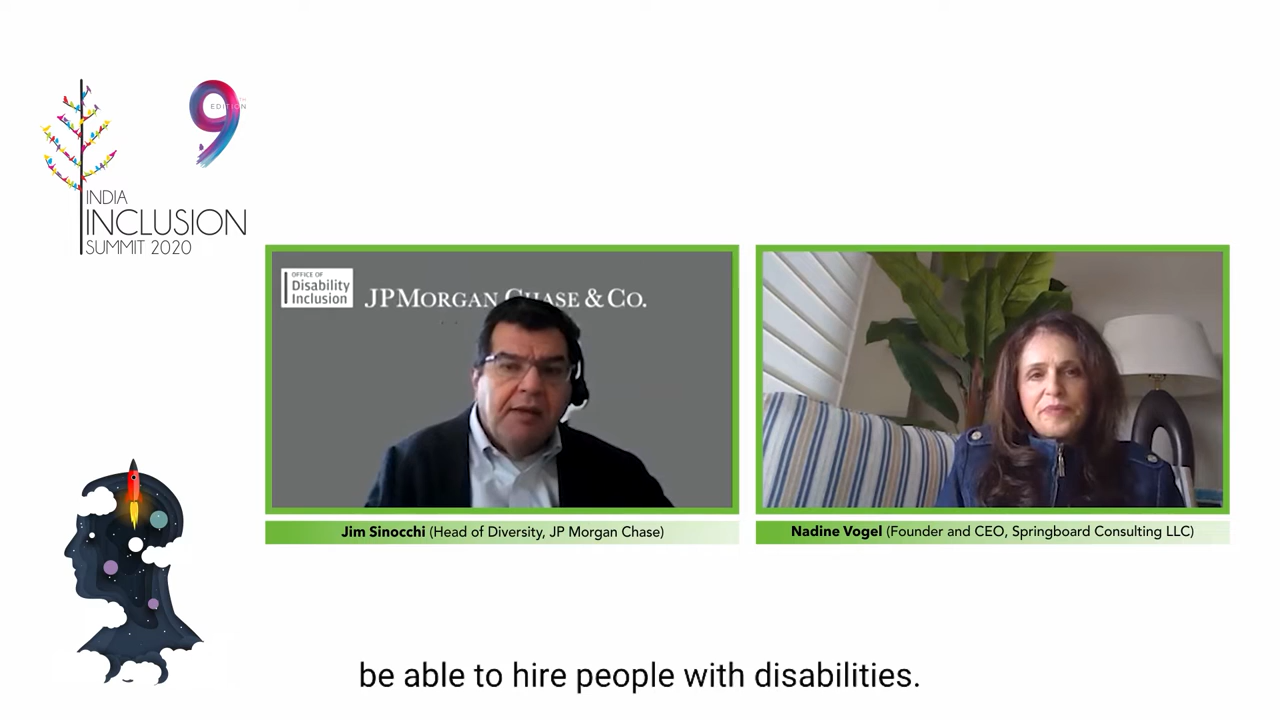 9
TH
EDITION
INDIA
INCLUSION
SUMMIT 2020
OFFICE OF
Disability
Inclusion
JPMORGAN CHASE & CO.
Jim Sinocchi (Head of Diversity, JP Morgan Chase)
Nadine Vogel (Founder and CEO, Springboard Consulting LLC)
be able to hire people with disabilities.